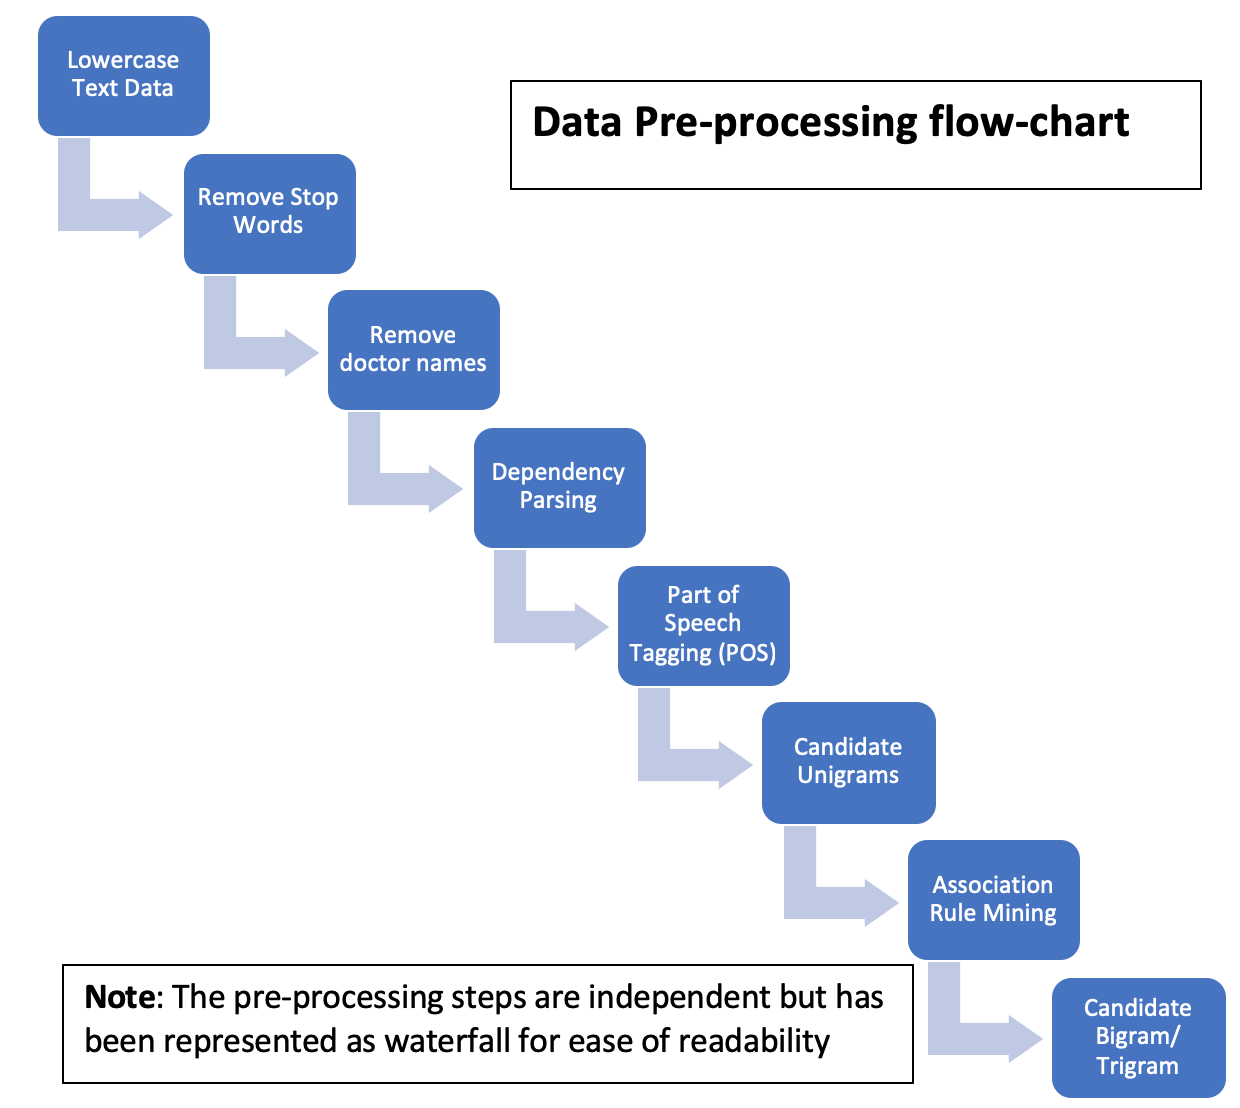 Lowercase
Text Data
Data Pre-processing flow-chart
Remove Stop
Words
Remove
doctor names
Dependency
Parsing
Part of
Speech
Tagging (POS)
Candidate
Unigrams
Association
Rule Mining
Note: The pre-processing steps are independent but has
been represented as waterfall for ease of readability
Candidate
Bigram/
Trigram